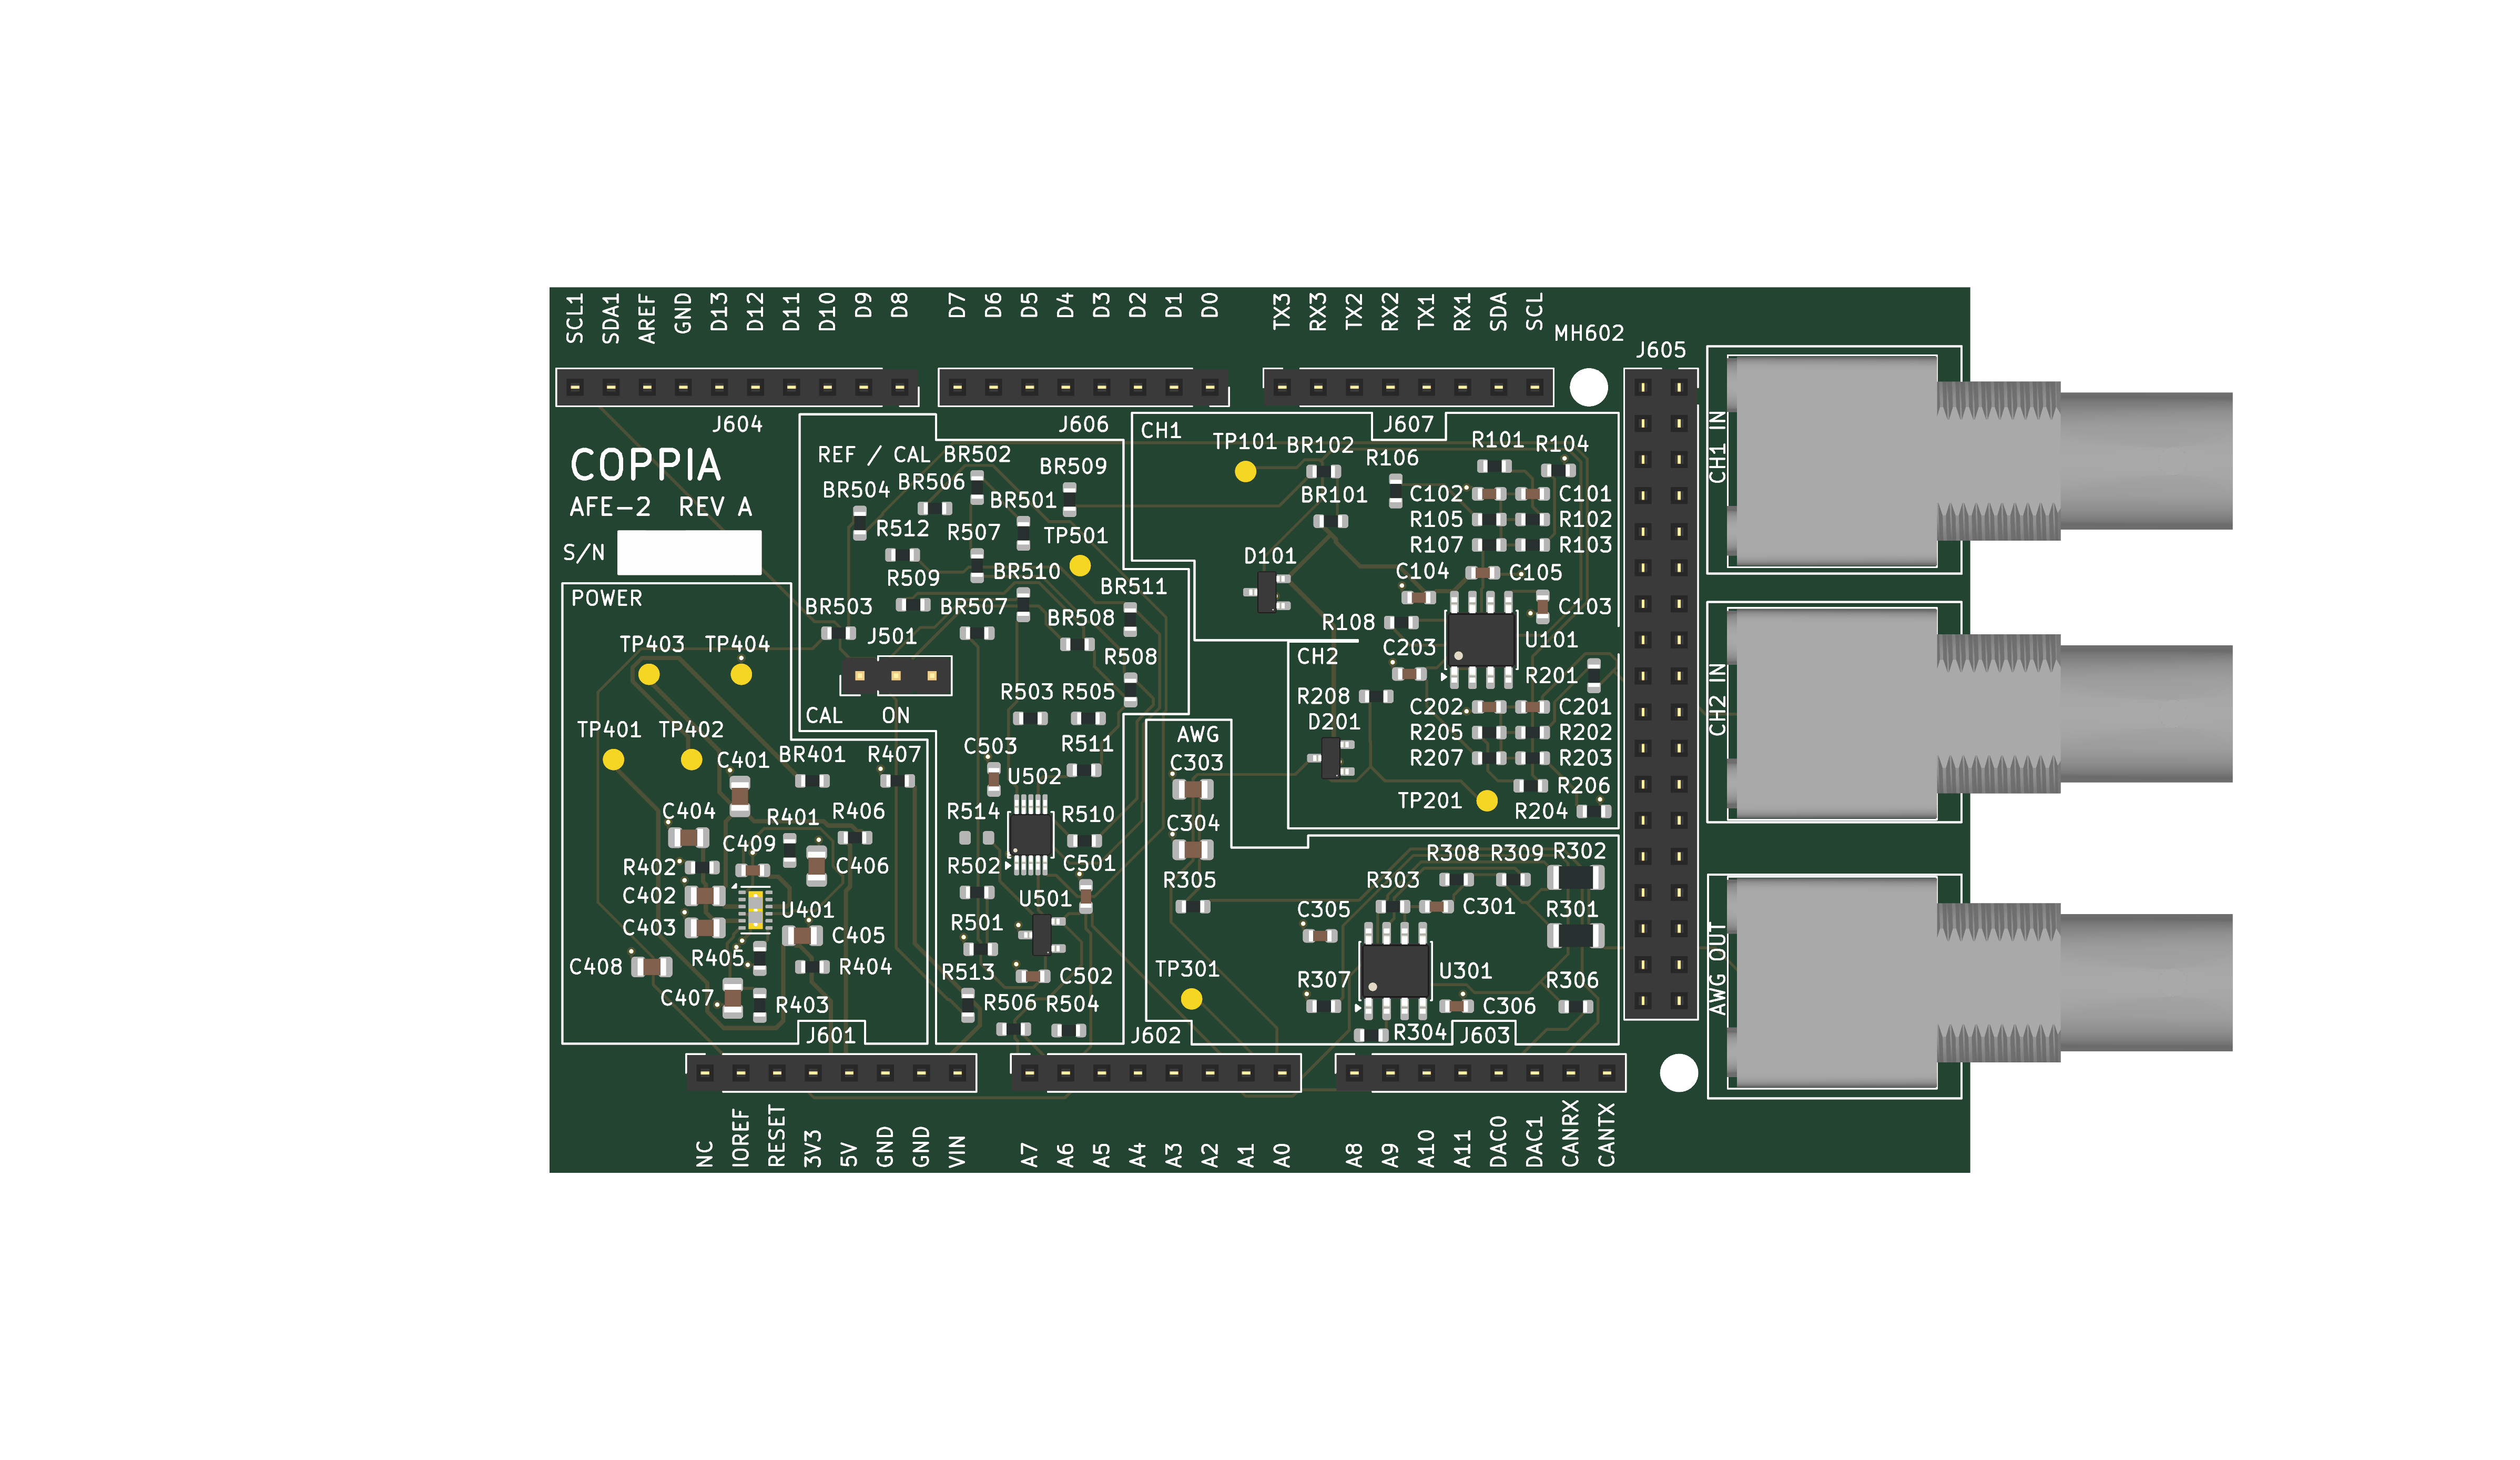 SCL1 SDA1 AREF GND D13 D12 D11 D10 D9 D8 D7 D6 D5 D4 D3 D2 D1 D0 TX3 RX3 TX2 RX2 TX1 RX1 SDA SCL
MH602
J605
J604
J606
J607
COPPIA
AFE-2 REV A
S/N
REF / CAL
BR502
BR509
BR504
BR506
BR501
R512
R507
TP501
R509
BR510
BR511
BR503
BR507
BR508
J501
R508
CAL ON
R503
R505
CH1
TP101
BR102
R101
R104
R106
BR101
C102
C101
R105
R102
R107
R103
D101
C104
C105
C103
R108
U101
CH2
C203
R201
R208
D201
C202
C201
R205
R202
R207
R203
R206
TP201
R204
CH1 IN
CH2 IN
AWG OUT
POWER
TP403
TP404
TP401
TP402
C401
BR401
R407
C404
R401
R406
C409
R402
C406
C402
U401
C403
C405
R405
C408
R404
C407
R403
J601
C503
R511
U502
R514
R510
R502
C501
U501
R501
R513
C502
R506
R504
J602
AWG
C303
C304
R305
R308
R309
R302
R303
C301
C305
R301
TP301
U301
R307
R306
C306
R304
J603
NC IOREF RESET 3V3 5V GND GND VIN A7 A6 A5 A4 A3 A2 A1 A0 A8 A9 A10 A11 DAC0 DAC1 CANRX CANTX